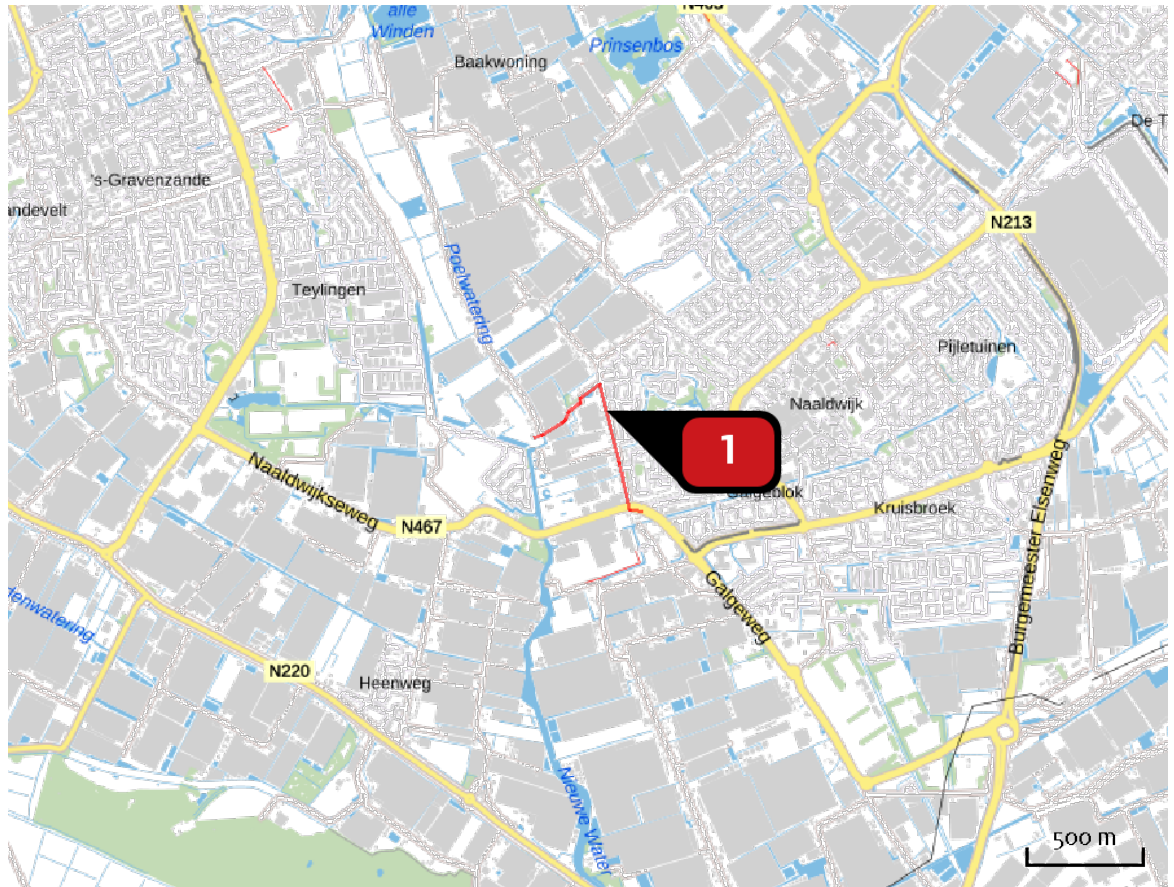 N463
alle
Winden
Prinsenbos
Baakwoning
De T
's-Gravenzande
andevelt
N213
Poelwatering
Teylingen
Pijletuinen
Naaldwijk
1
Galgeblok
Kruisbroek
Naaldwijkseweg
N467
Burgemeester Elsenweg
Galgeweg
denwatering
N220
Heenweg
Nieuwe Water
500 m